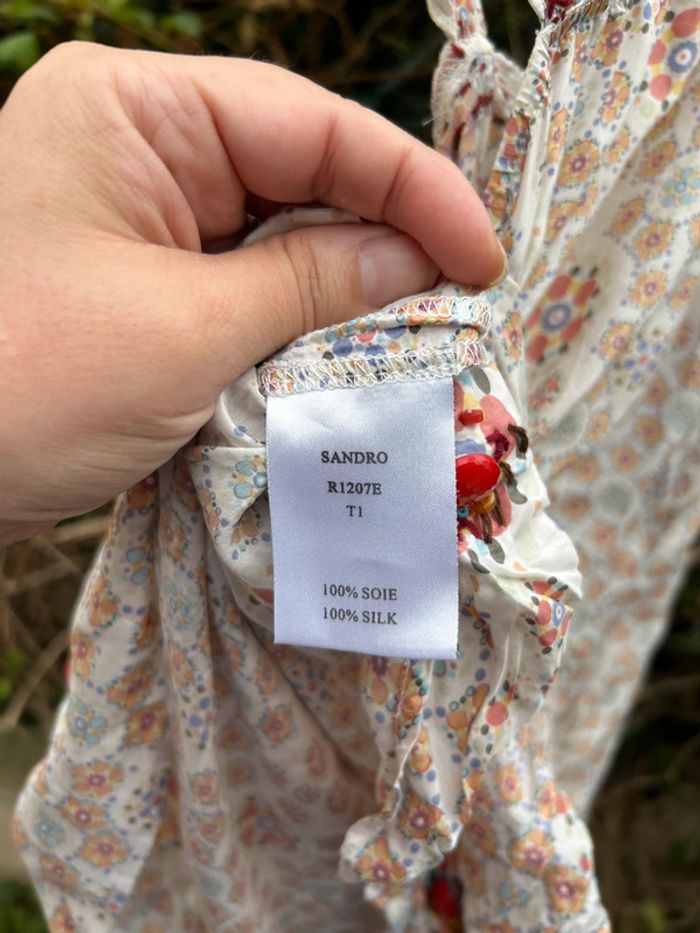 SANDRO
R1207E
T1
100% SOIE
100% SILK